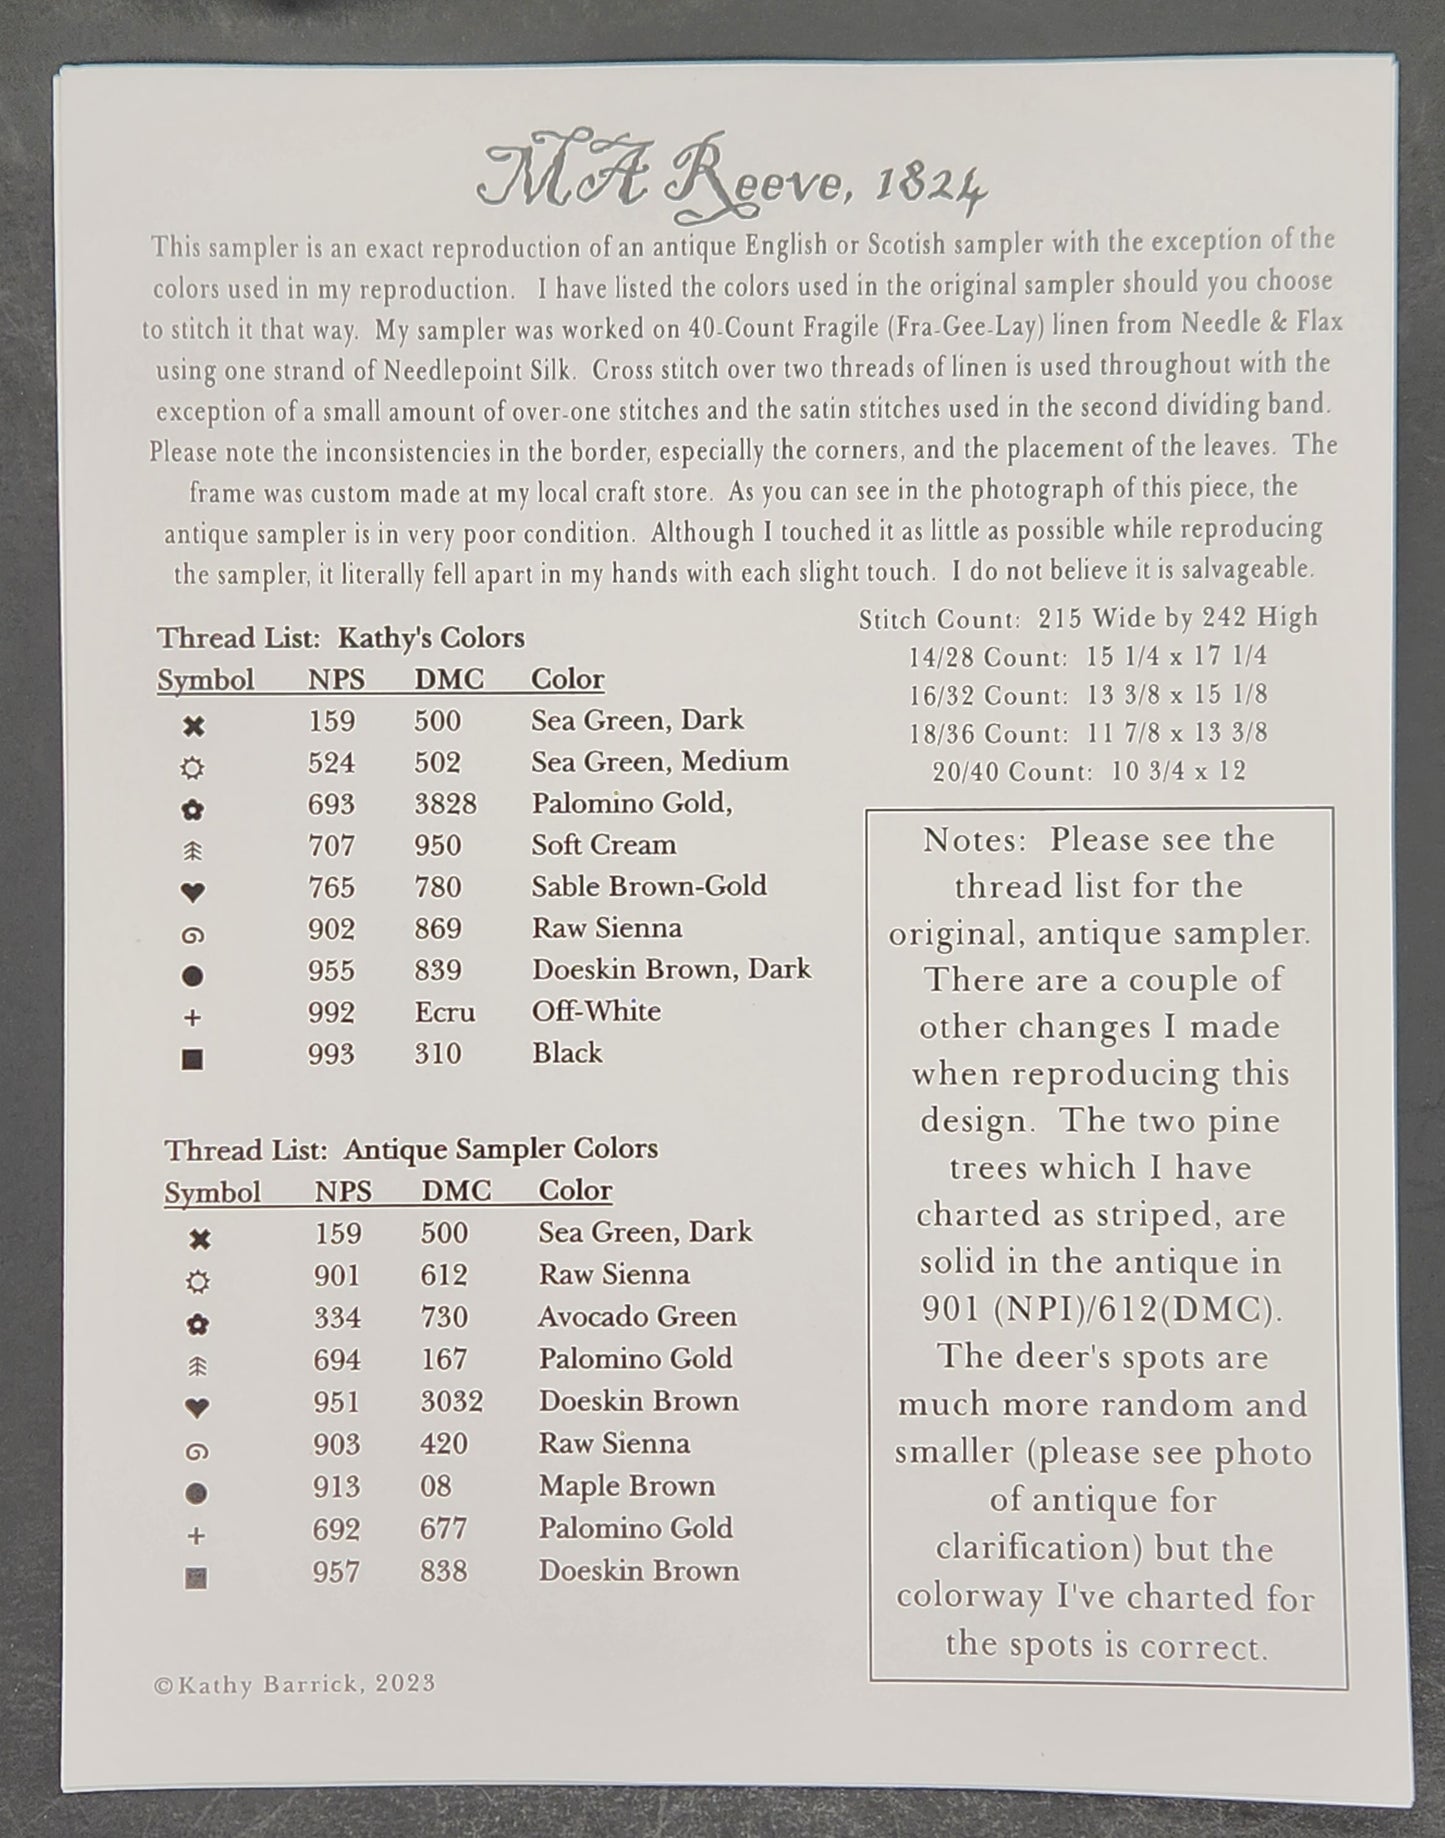 MA Reeve, 1824
This sampler is an exact reproduction of an antique English or Scotish sampler with the exception of the
colors used in my reproduction. I have listed the colors used in the original sampler should you choose
to stitch it that way. My sampler was worked on 40-Count Fragile (Fra-Gee-Lay) linen from Needle & Flax
using one strand of Needlepoint Silk. Cross stitch over two threads of linen is used throughout with the
exception of a small amount of over-one stitches and the satin stitches used in the second dividing band.
Please note the inconsistencies in the border, especially the corners, and the placement of the leaves. The
frame was custom made at my local craft store. As you can see in the photograph of this piece, the
antique sampler is in very poor condition. Although I touched it as little as possible while reproducing
the sampler, it literally fell apart in my hands with each slight touch. I do not believe it is salvageable.
Thread List: Kathy's Colors
Symbol NPS DMC Color
✖ 159 500 Sea Green, Dark
524 502 Sea Green, Medium
693 3828 Palomino Gold,
707 950 Soft Cream
♥ 765 780 Sable Brown-Gold
902 869 Raw Sienna
● 955 839 Doeskin Brown, Dark
+ 992 Ecru Off-White
■ 993 310 Black
Thread List: Antique Sampler Colors
Symbol NPS DMC Color
✖ 159 500 Sea Green, Dark
901 612 Raw Sienna
334 730 Avocado Green
694 167 Palomino Gold
♥ 951 3032 Doeskin Brown
903 420 Raw Sienna
● 913 08 Maple Brown
+ 692 677 Palomino Gold
■ 957 838 Doeskin Brown
©Kathy Barrick, 2023
Stitch Count: 215 Wide by 242 High
14/28 Count: 15 1/4 x 17 1/4
16/32 Count: 13 3/8 x 15 1/8
18/36 Count: 11 7/8 x 13 3/8
20/40 Count: 10 3/4 x 12
Notes: Please see the
thread list for the
original, antique sampler.
There are a couple of
other changes I made
when reproducing this
design. The two pine
trees which I have
charted as striped, are
solid in the antique in
901 (NPI)/612(DMC).
The deer's spots are
much more random and
smaller (please see photo
of antique for
clarification) but the
colorway I've charted for
the spots is correct.